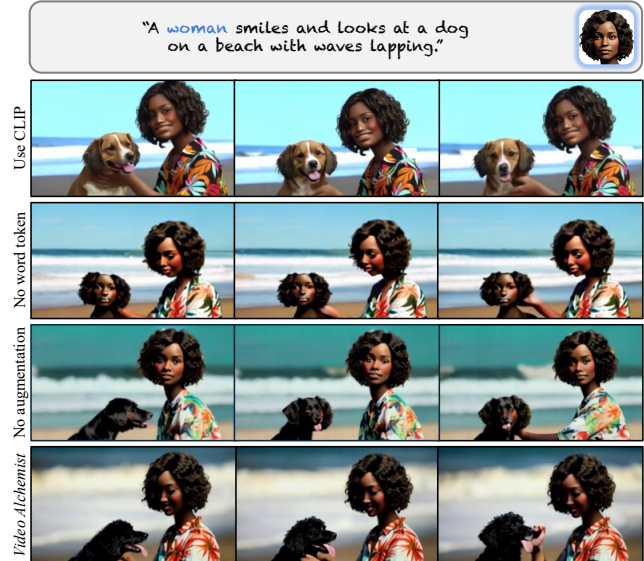 “A woman smiles and looks at a dog
on a beach with waves lapping.”
Use CLIP
No word token
No augmentation
Video Alchemist